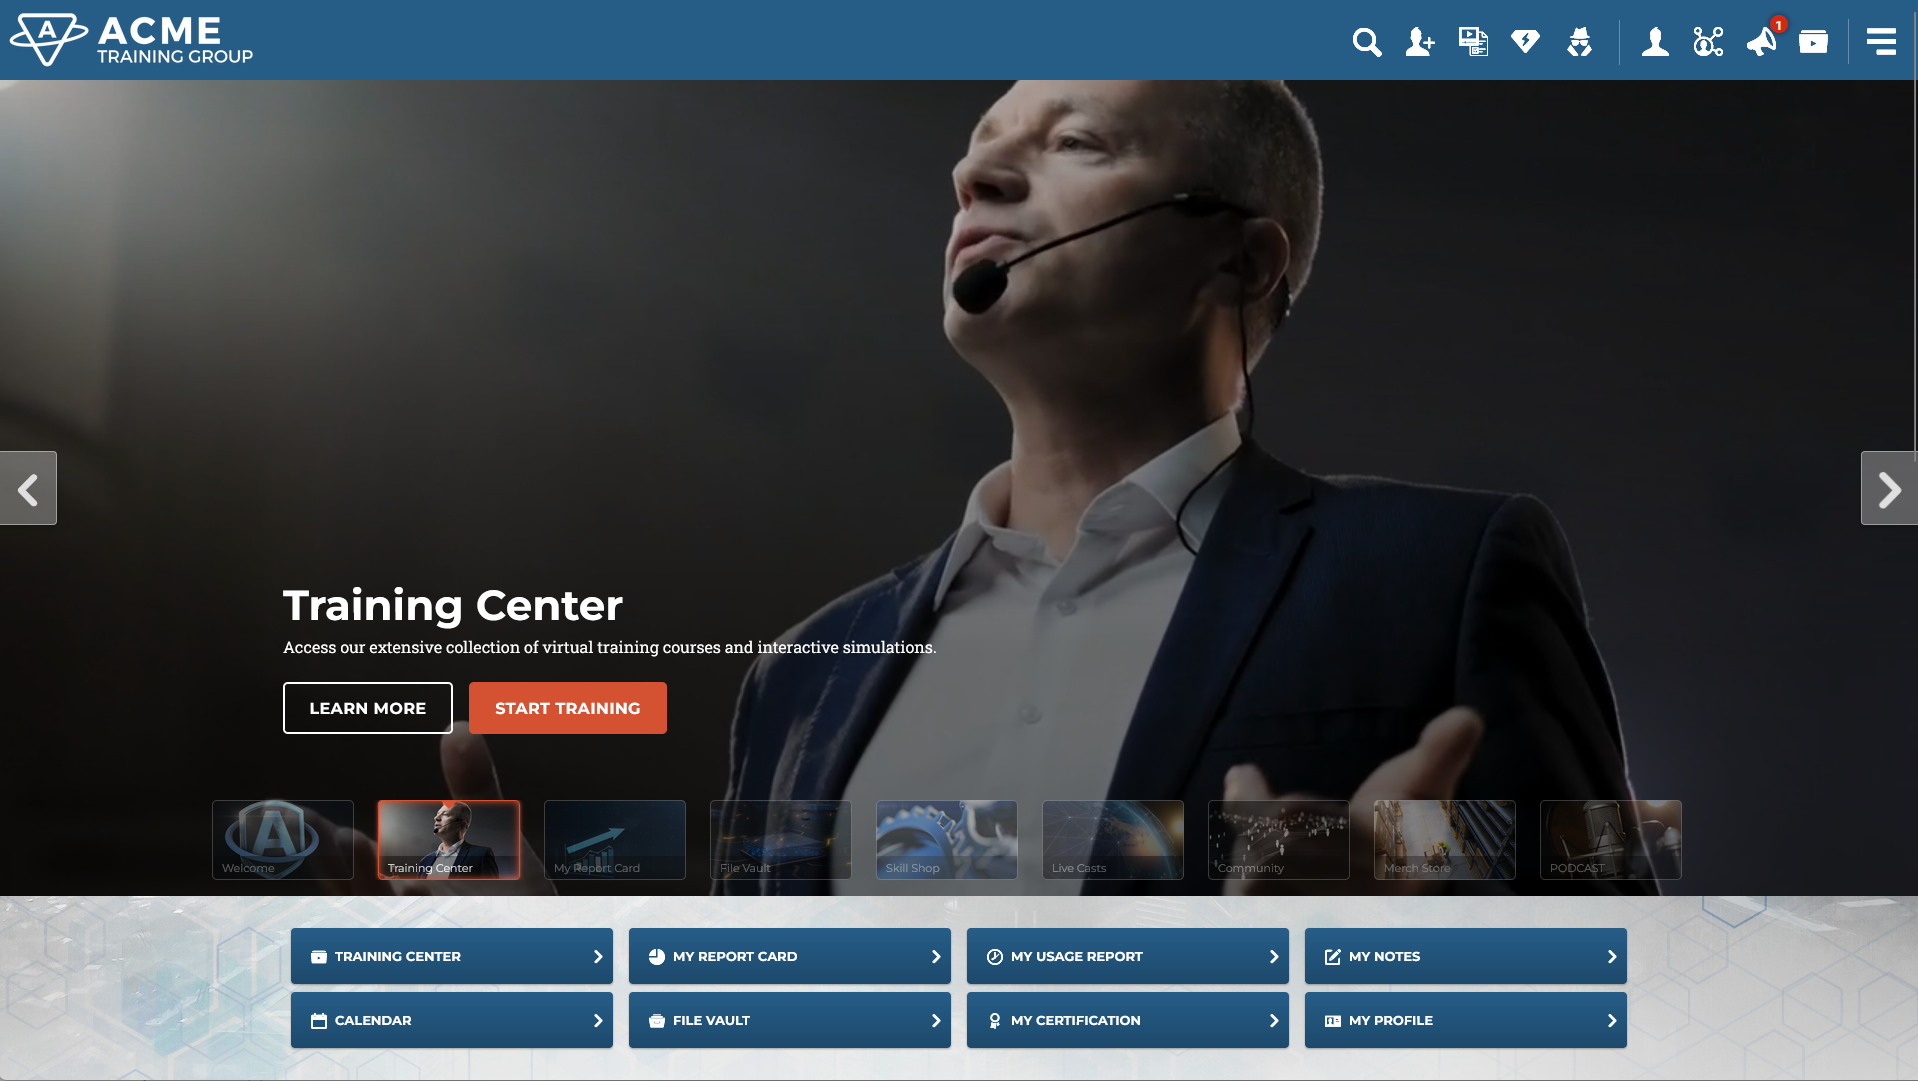 ACME
TRAINING GROUP
1
Training Center
Access our extensive collection of virtual training courses and interactive simulations.
LEARN MORE
START TRAINING
Welcome
Training Center
My Report Card
File Vault
Skill Shop
Live Casts
Community
Merch Store
PODCAST
TRAINING CENTER
MY REPORT CARD
MY USAGE REPORT
MY NOTES
CALENDAR
FILE VAULT
MY CERTIFICATION
MY PROFILE